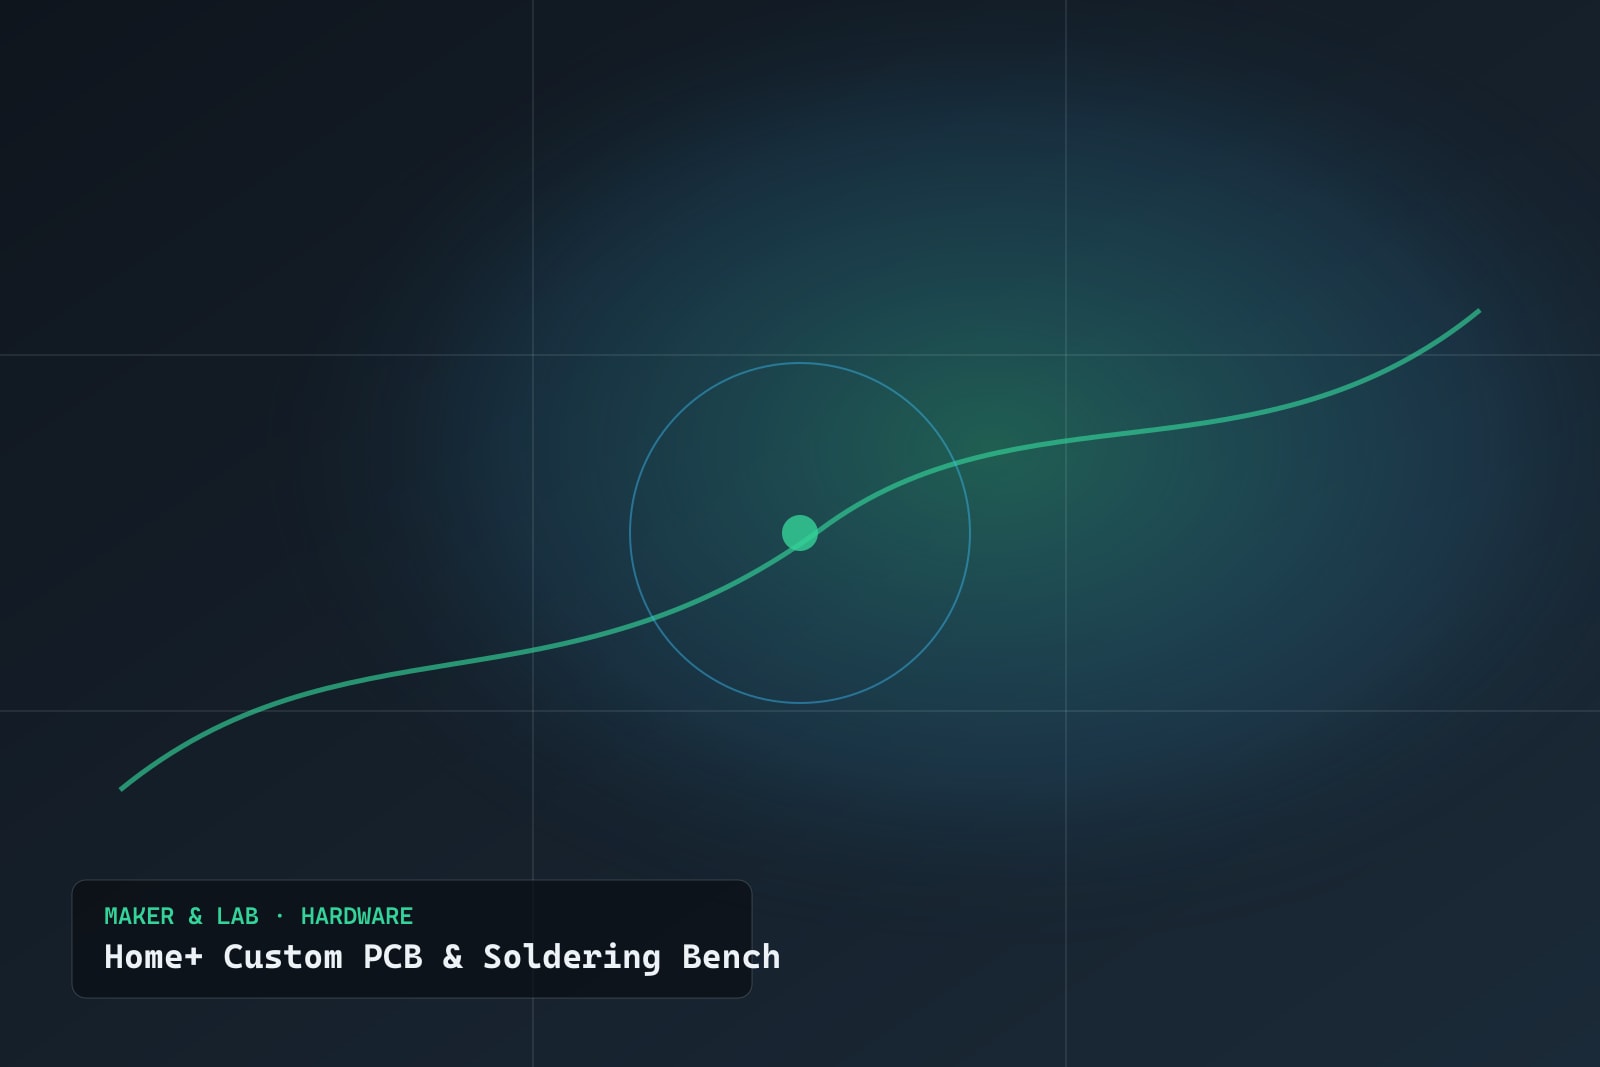 MAKER & LAB · HARDWARE
Home+ Custom PCB & Soldering Bench